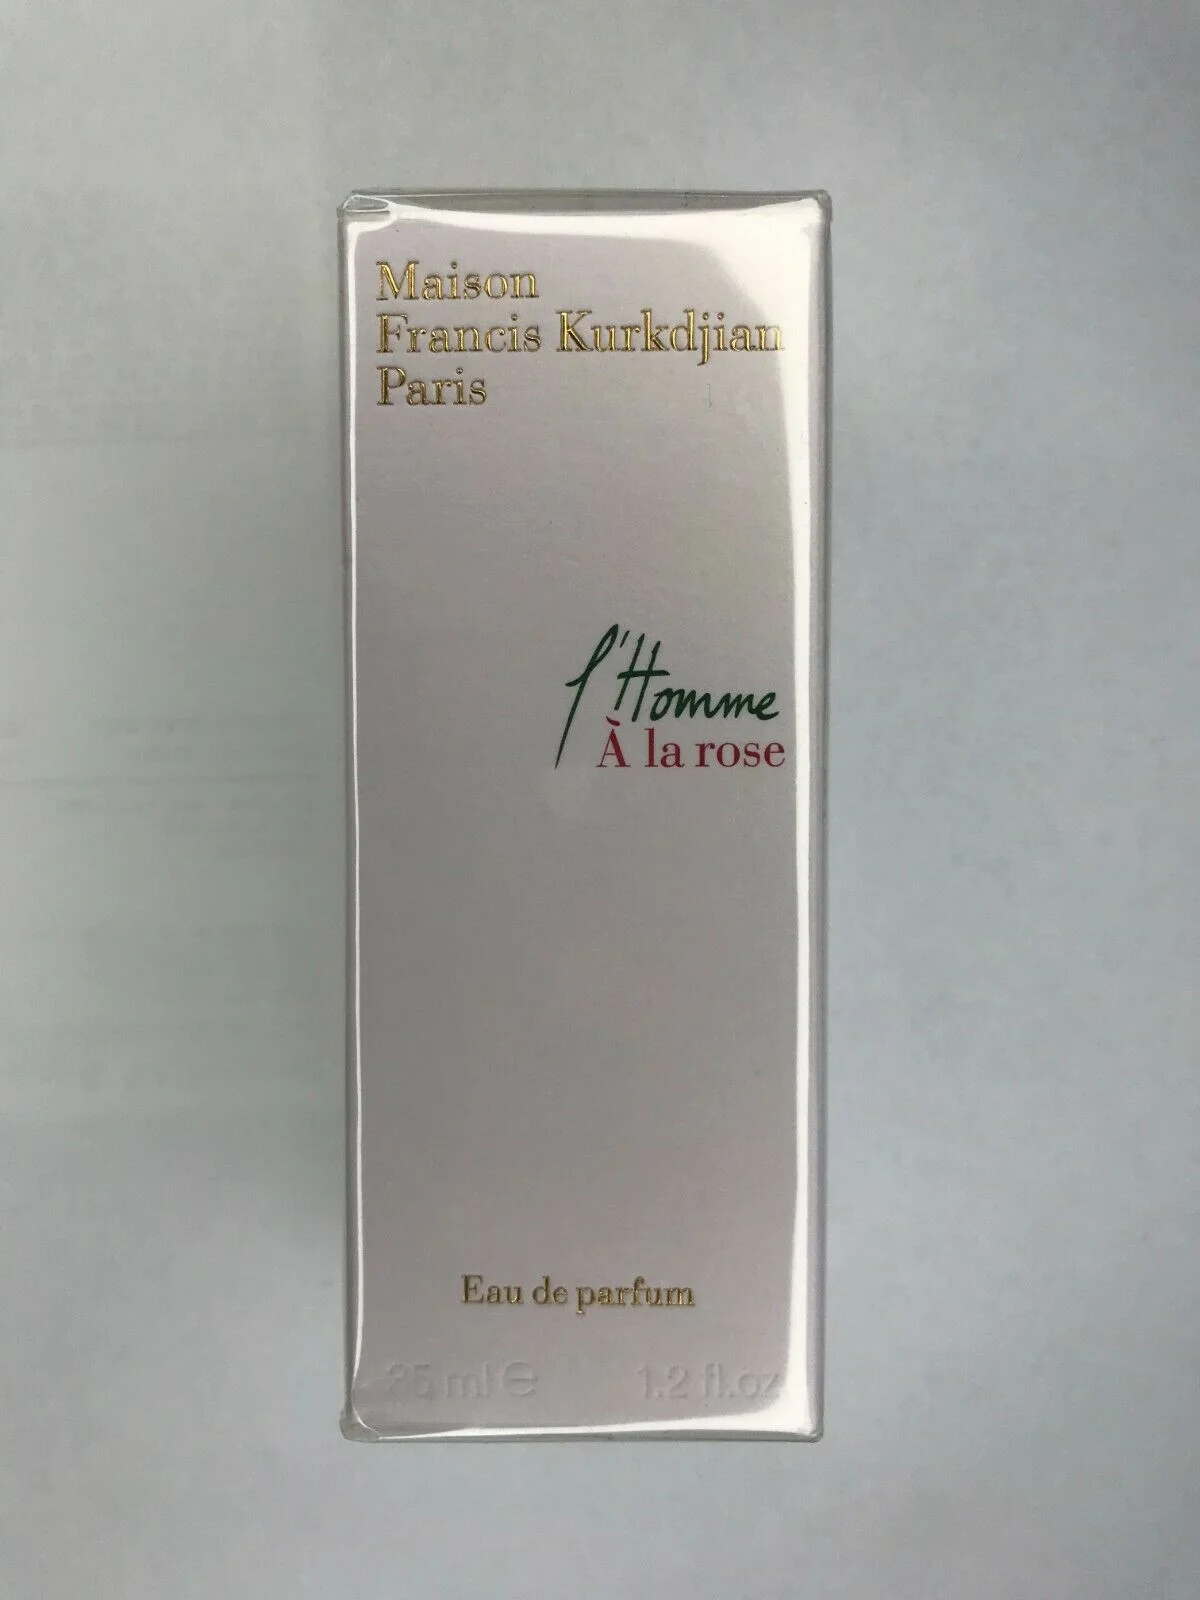 Maison
Francis Kurkdjian
Paris
l'Homme
À la rose
Eau de parfum
35 ml ℮ 1.2 fl.oz